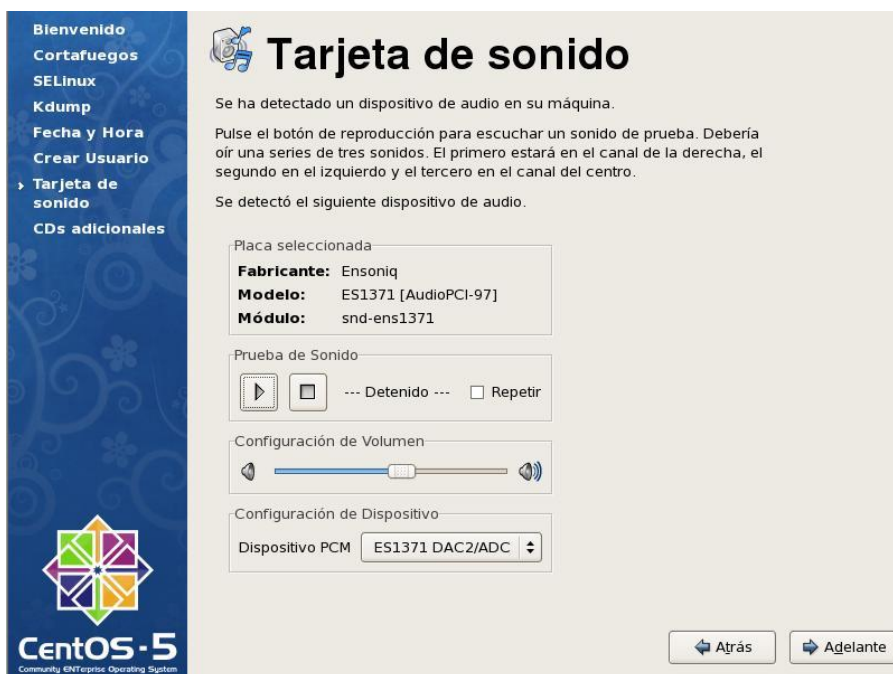 Bienvenido
Cortafuegos
SELinux
Kdump
Fecha y Hora
Crear Usuario
Tarjeta de
sonido
CDs adicionales
Tarjeta de sonido
Se ha detectado un dispositivo de audio en su máquina.
Pulse el botón de reproducción para escuchar un sonido de prueba. Debería
oír una series de tres sonidos. El primero estará en el canal de la derecha, el
segundo en el izquierdo y el tercero en el canal del centro.
Se detectó el siguiente dispositivo de audio.
Placa seleccionada
Fabricante: Ensoniq
Modelo: ES1371 [AudioPCI-97]
Módulo: snd-ens1371
Prueba de Sonido
--- Detenido --- Repetir
Configuración de Volumen
Configuración de Dispositivo
Dispositivo PCM ES1371 DAC2/ADC
CentOS-5
Community ENTerprise Operating System
Atrás Adelante